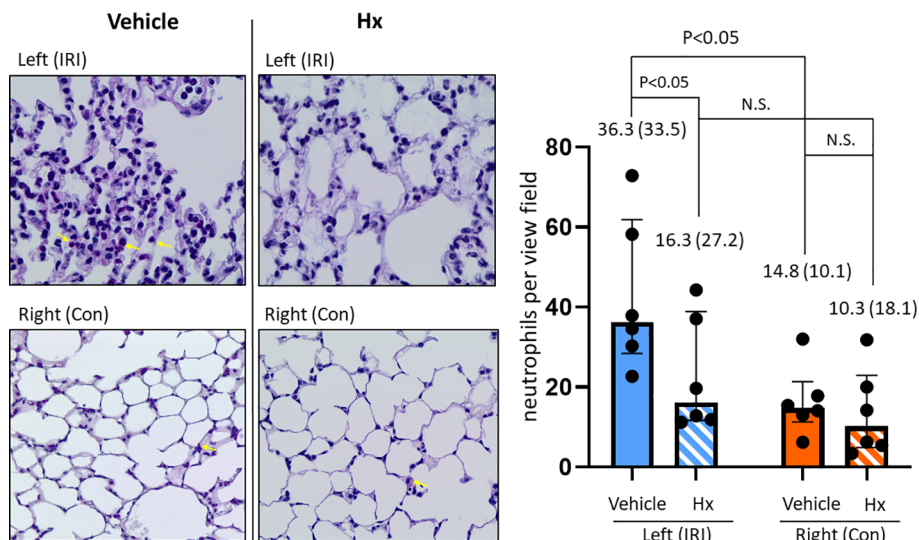 Vehicle
Hx
Left (IRI)
Right (Con)
Right (Con)
P<0.05
P<0.05
N.S.
N.S.
36.3 (33.5)
16.3 (27.2)
14.8 (10.1)
10.3 (18.1)
neutrophils per view field
80
60
40
20
0
Vehicle
Hx
Vehicle
Hx
Left (IRI)
Right (Con)